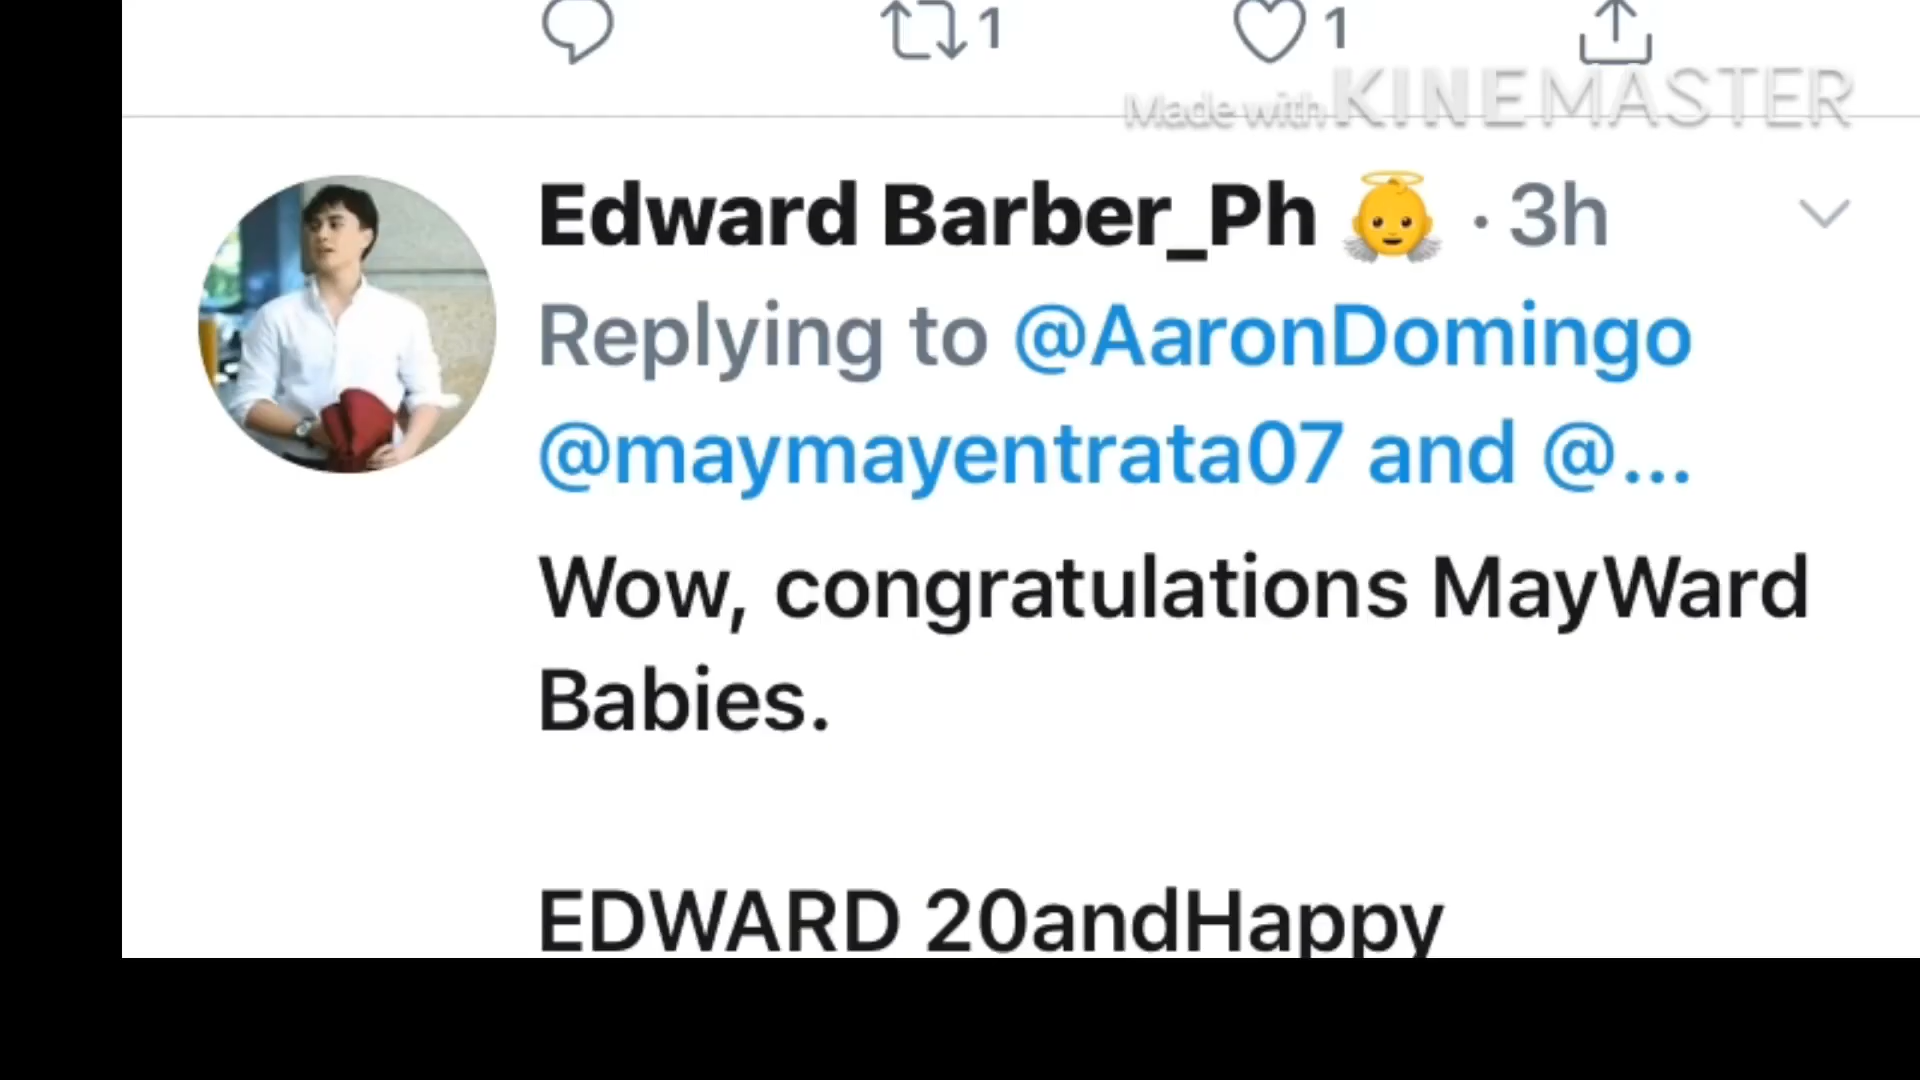 1 1
Made with KINEMASTER
Edward Barber_Ph 👼 · 3h
Replying to @AaronDomingo
@maymayentrata07 and @...
Wow, congratulations MayWard
Babies.
EDWARD 20andHappy